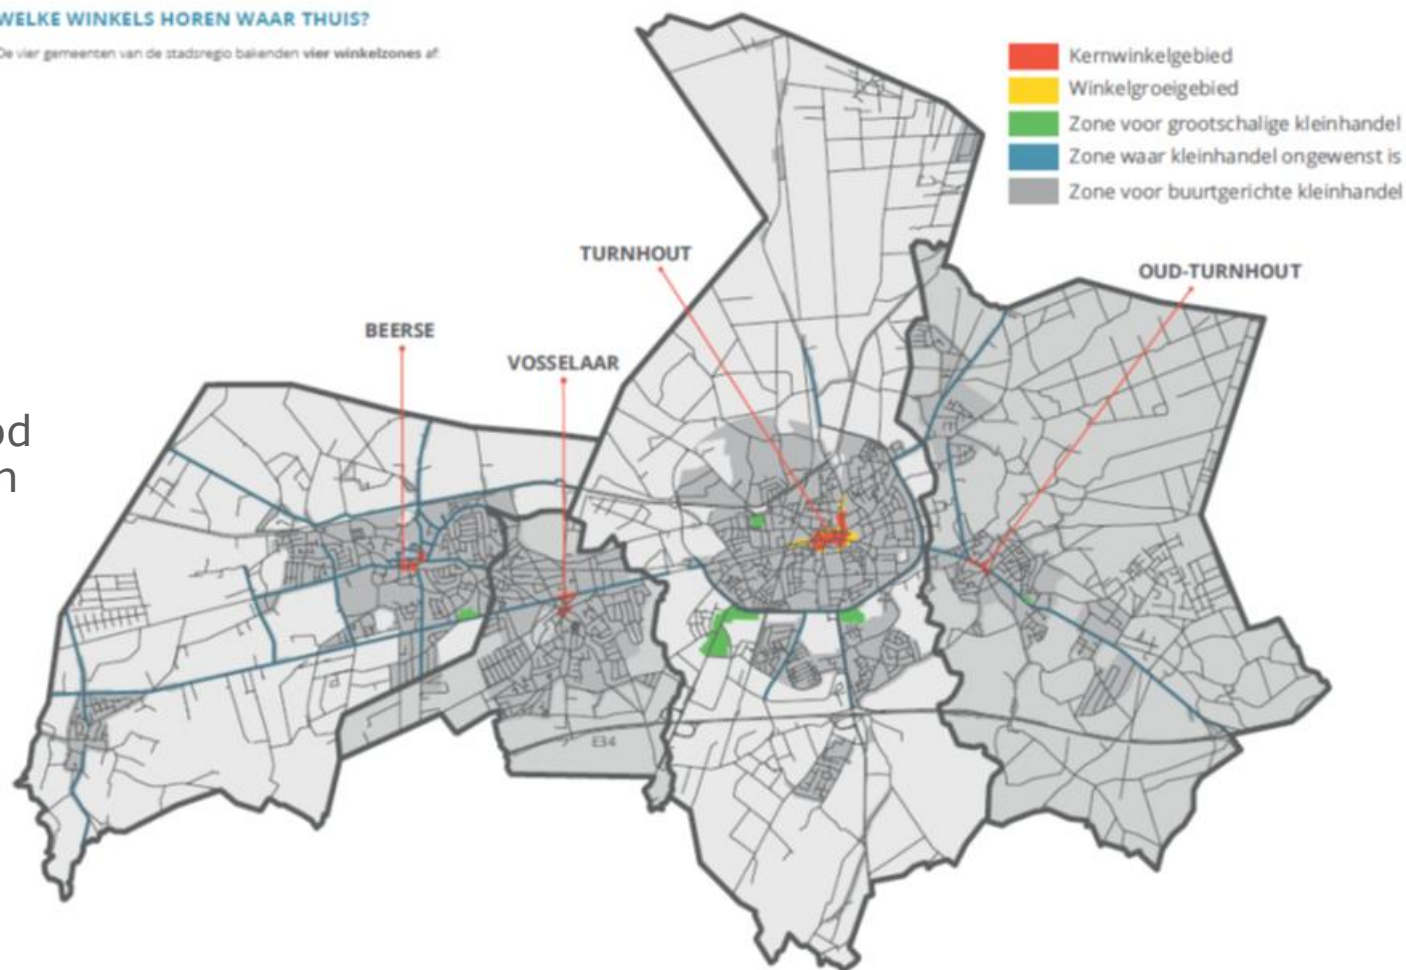 WELKE WINKELS HOREN WAAR THUIS?
De vier gemeenten van de stadsregio bakenden vier winkelzones af:
Kernwinkelgebied
Winkelgroeigebied
Zone voor grootschalige kleinhandel
Zone waar kleinhandel ongewenst is
Zone voor buurtgerichte kleinhandel
TURNHOUT
OUD-TURNHOUT
BEERSE
VOSSELAAR
od
n
E34